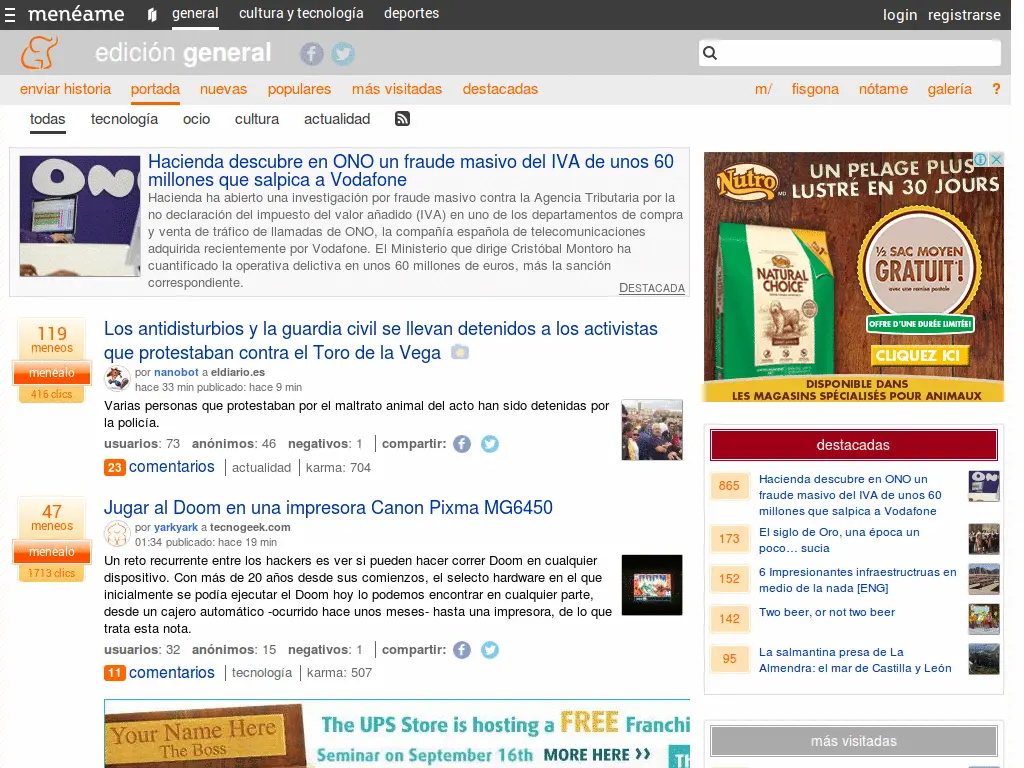 menéame general cultura y tecnología deportes login registrarse
edición general
enviar historia portada nuevas populares más visitadas destacadas m/ fisgona nótame galería ?
todas tecnología ocio cultura actualidad
ONO
Hacienda descubre en ONO un fraude masivo del IVA de unos 60
millones que salpica a Vodafone
Hacienda ha abierto una investigación por fraude masivo contra la Agencia Tributaria por la
no declaración del impuesto del valor añadido (IVA) en uno de los departamentos de compra
y venta de tráfico de llamadas de ONO, la compañía española de telecomunicaciones
adquirida recientemente por Vodafone. El Ministerio que dirige Cristóbal Montoro ha
cuantificado la operativa delictiva en unos 60 millones de euros, más la sanción
correspondiente.
DESTACADA
119
meneos
menéalo
416 clics
Los antidisturbios y la guardia civil se llevan detenidos a los activistas
que protestaban contra el Toro de la Vega
por nanobot a eldiario.es
hace 33 min publicado: hace 9 min
Varias personas que protestaban por el maltrato animal del acto han sido detenidas por
la policía.
usuarios: 73 anónimos: 46 negativos: 1 compartir:
23 comentarios actualidad karma: 704
47
meneos
menéalo
1713 clics
Jugar al Doom en una impresora Canon Pixma MG6450
por yarkyark a tecnogeek.com
01:34 publicado: hace 19 min
Un reto recurrente entre los hackers es ver si pueden hacer correr Doom en cualquier
dispositivo. Con más de 20 años desde sus comienzos, el selecto hardware en el que
inicialmente se podía ejecutar el Doom hoy lo podemos encontrar en cualquier parte,
desde un cajero automático -ocurrido hace unos meses- hasta una impresora, de lo que
trata esta nota.
usuarios: 32 anónimos: 15 negativos: 1 compartir:
11 comentarios tecnología karma: 507
Your Name Here
The Boss
The UPS Store is hosting a FREE Franchi
Seminar on September 16th MORE HERE
UN PELAGE PLUS
LUSTRÉ EN 30 JOURS
Nutro
NATURAL
CHOICE
½ SAC MOYEN
GRATUIT!
avec une remise postale
OFFRE D'UNE DURÉE LIMITÉE!
CLIQUEZ ICI
DISPONIBLE DANS
LES MAGASINS SPÉCIALISÉS POUR ANIMAUX
destacadas
865 Hacienda descubre en ONO un
fraude masivo del IVA de unos 60
millones que salpica a Vodafone
173 El siglo de Oro, una época un
poco… sucia
152 6 Impresionantes infraestructruas en
medio de la nada [ENG]
142 Two beer, or not two beer
95 La salmantina presa de La
Almendra: el mar de Castilla y León
más visitadas